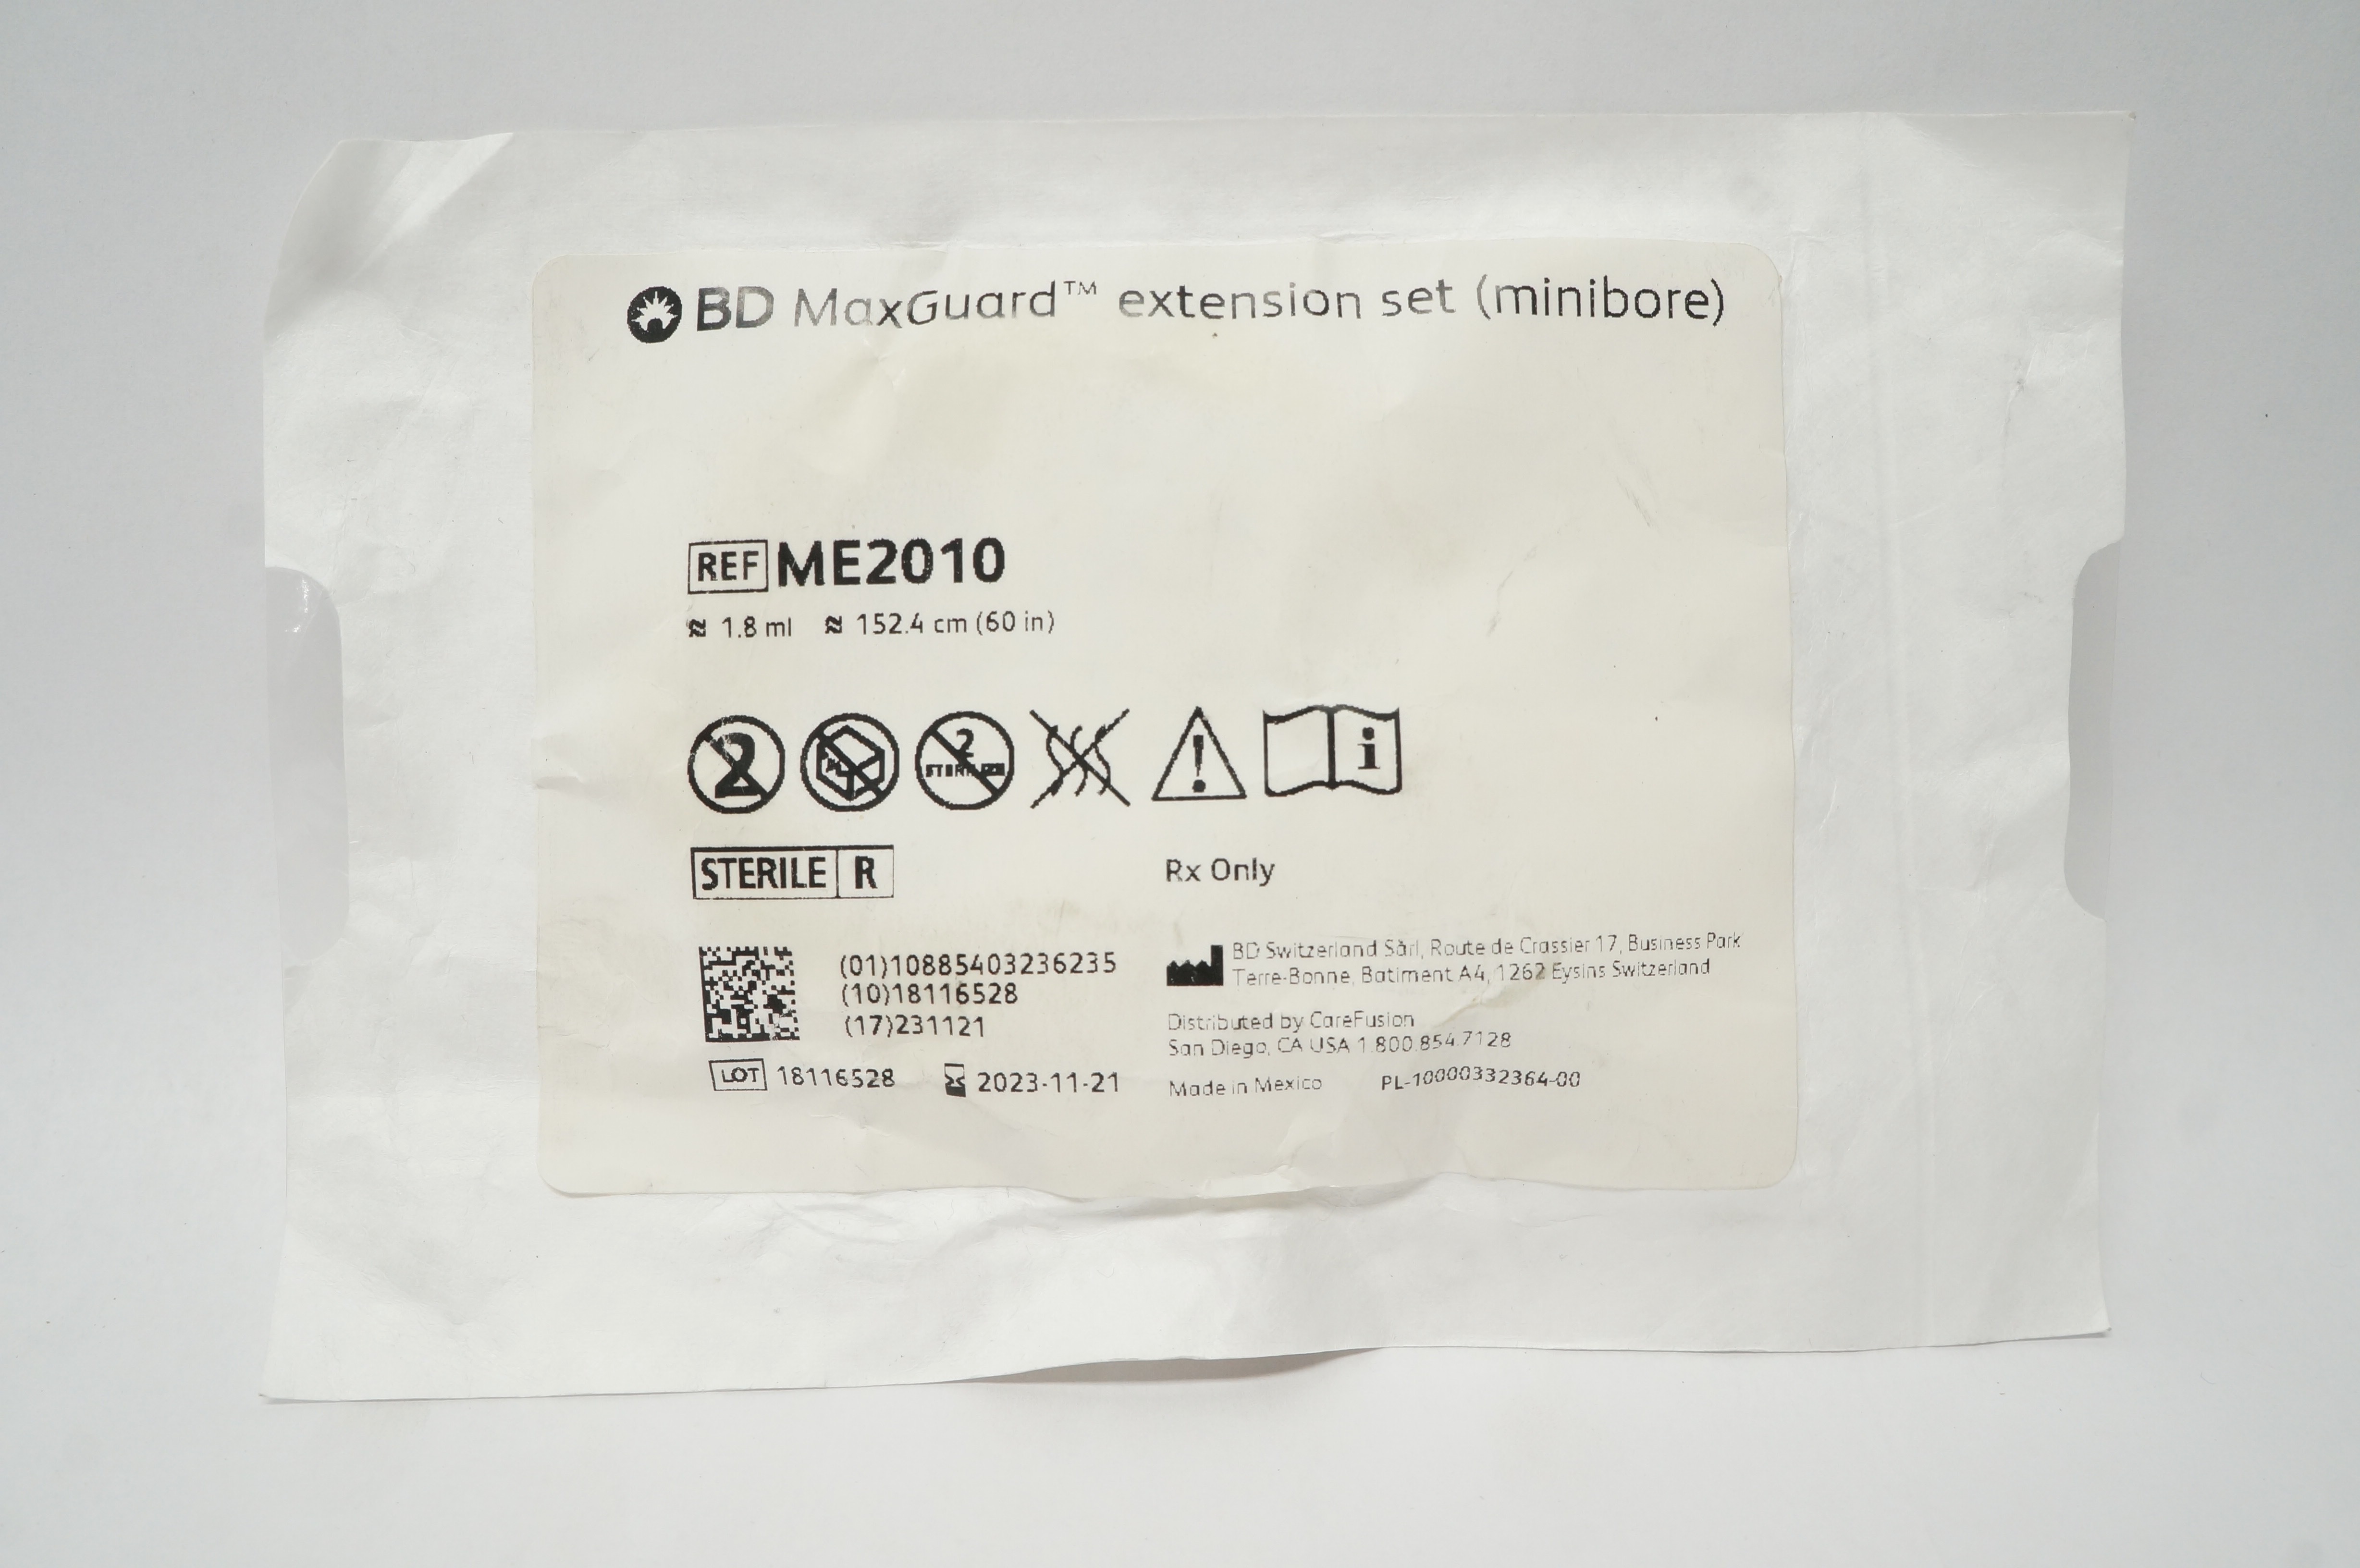 BD MaxGuard™ extension set (minibore)
REF ME2010
≈ 1.8 ml ≈ 152.4 cm (60 in)
2 2 STERILIZE i
STERILE R
Rx Only
(01)10885403236235
(10)18116528
(17)231121
LOT 18116528 2023-11-21
BD Switzerland Sàrl, Route de Crassier 17, Business Park
Terre-Bonne, Batiment A4, 1262 Eysins Switzerland
Distributed by CareFusion
San Diego, CA USA 1.800.854.7128
Made in Mexico PL-10000332364-00